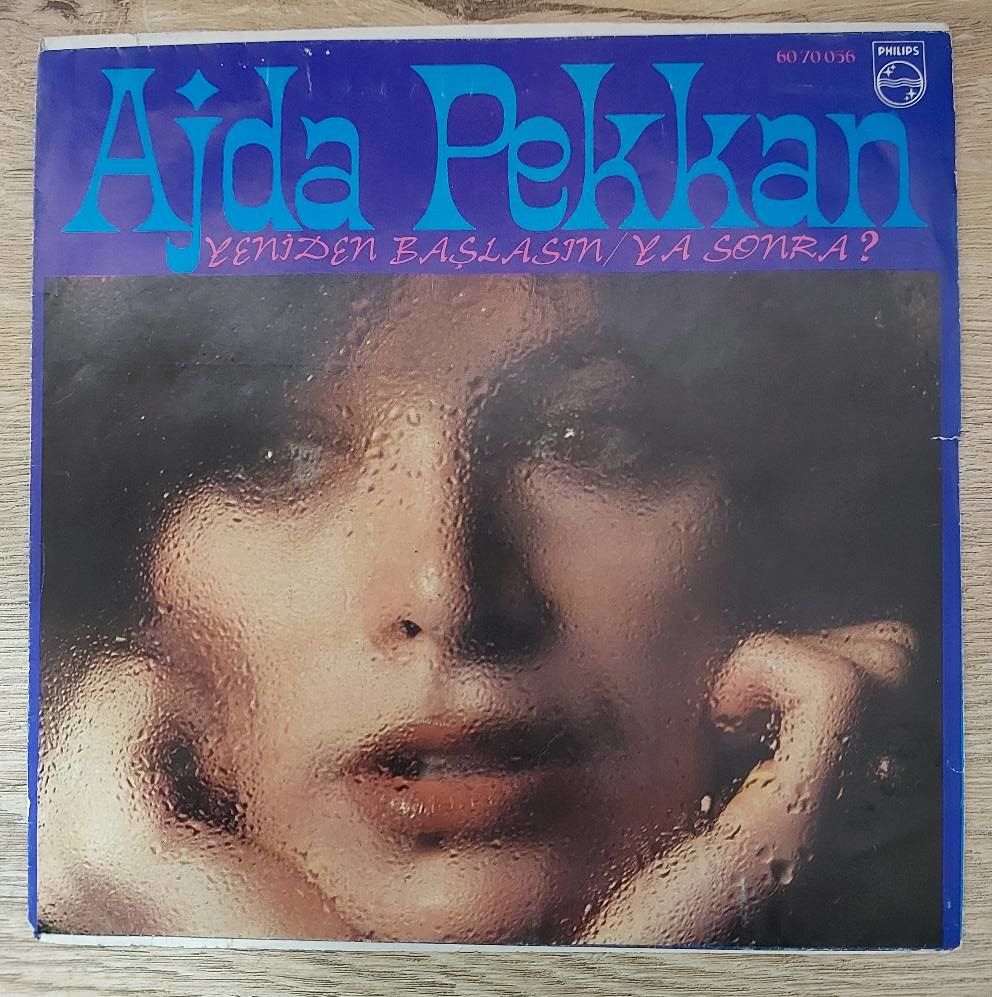 60 70 056
PHILIPS
Ajda Pekkan
YENİDEN BAŞLASIN / YA SONRA?